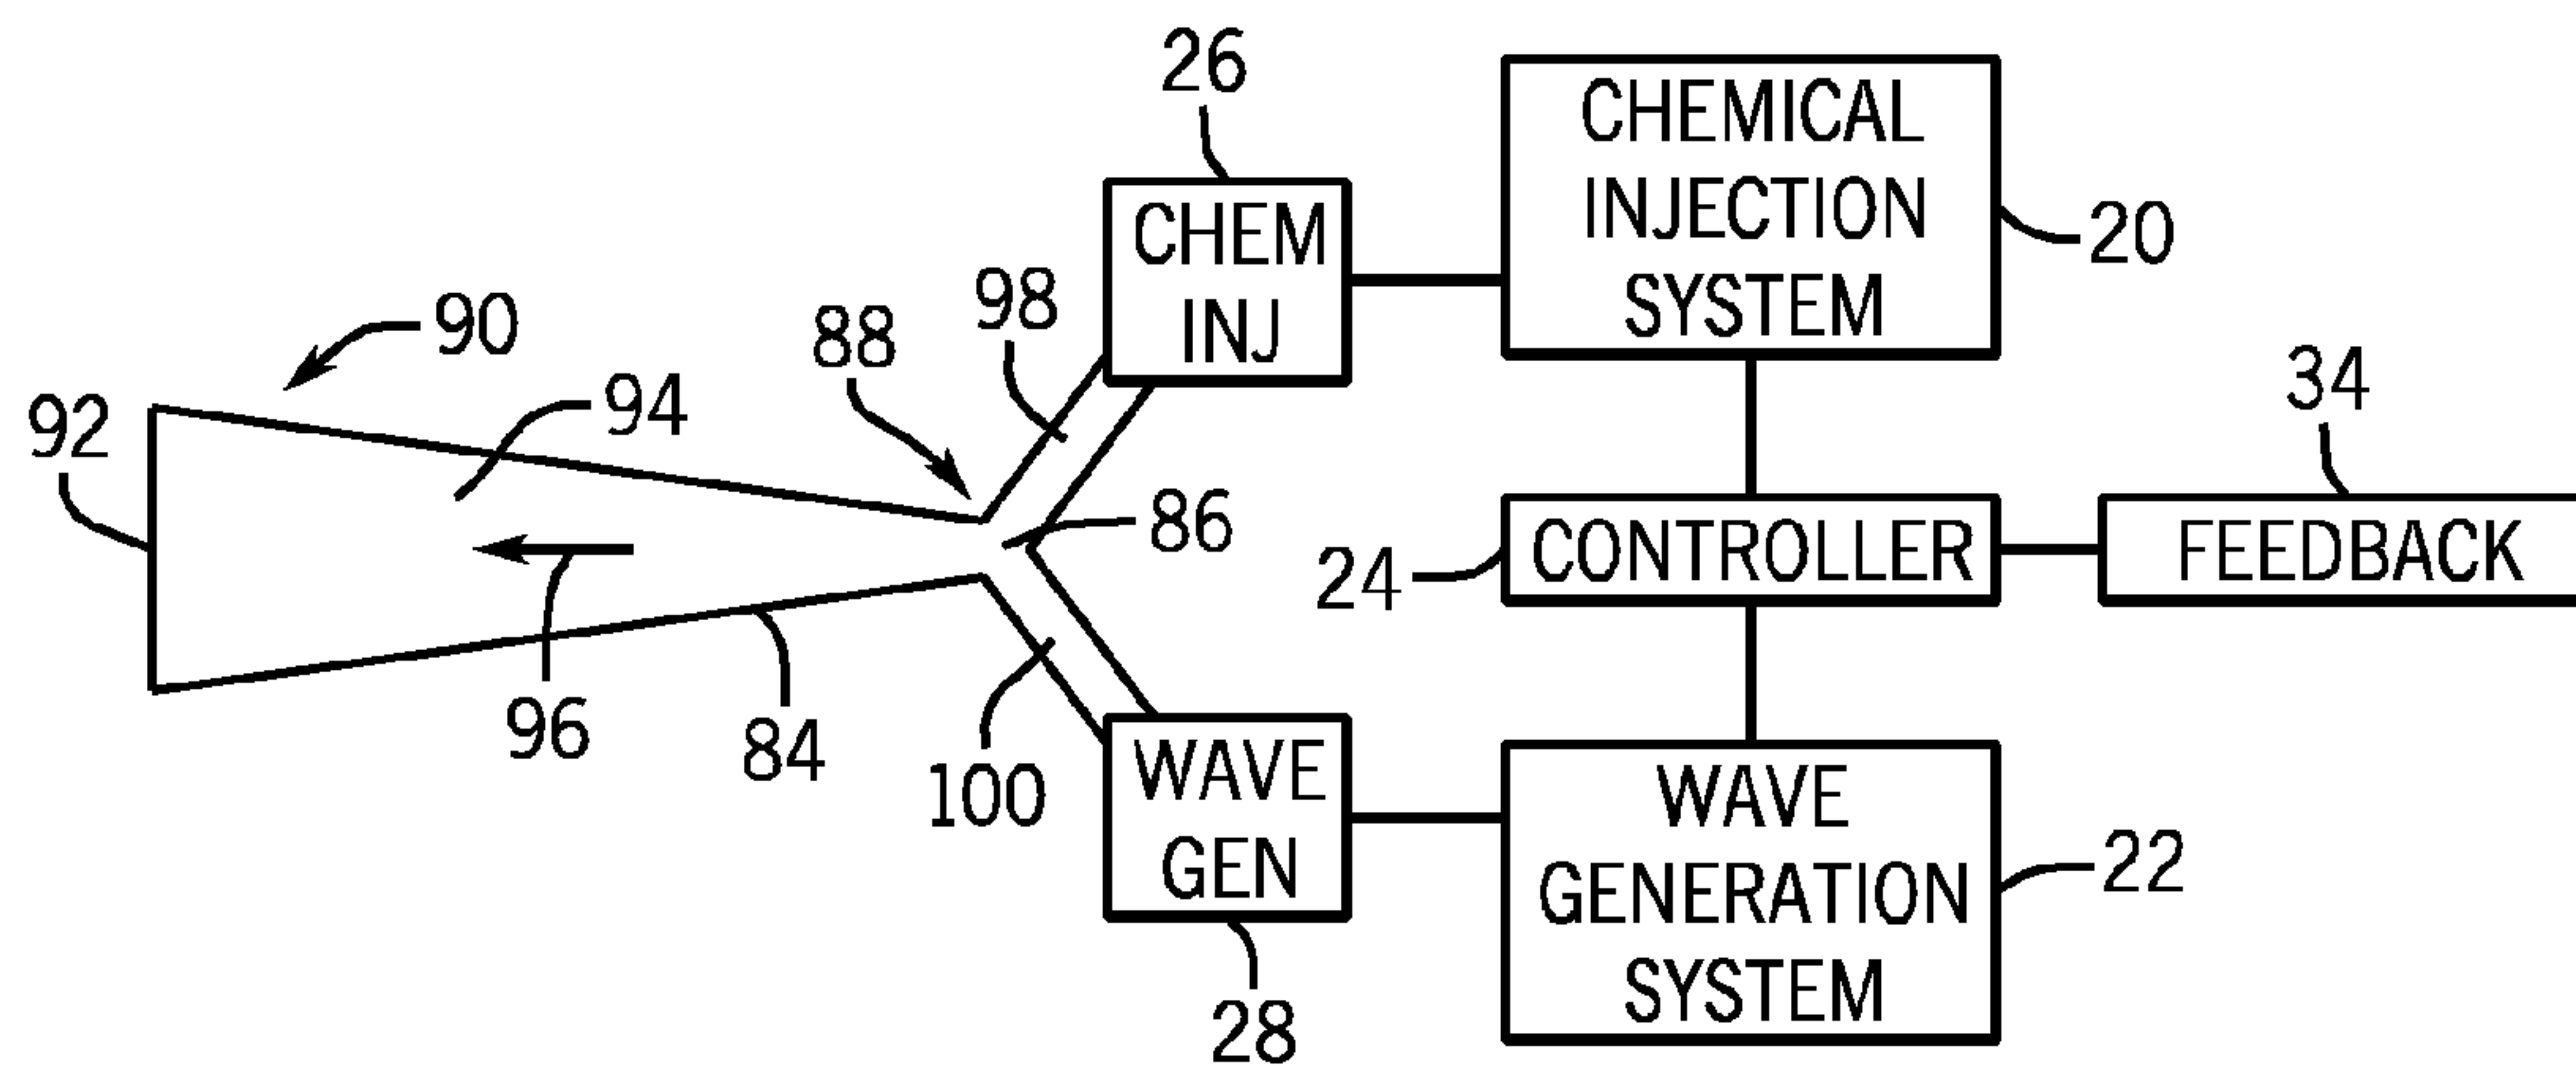 26
CHEMICAL
INJECTION
SYSTEM
20
CHEM
INJ
98
88
90
94
92
34
86
24
CONTROLLER
FEEDBACK
96
84
100
WAVE
GEN
28
WAVE
GENERATION
SYSTEM
22